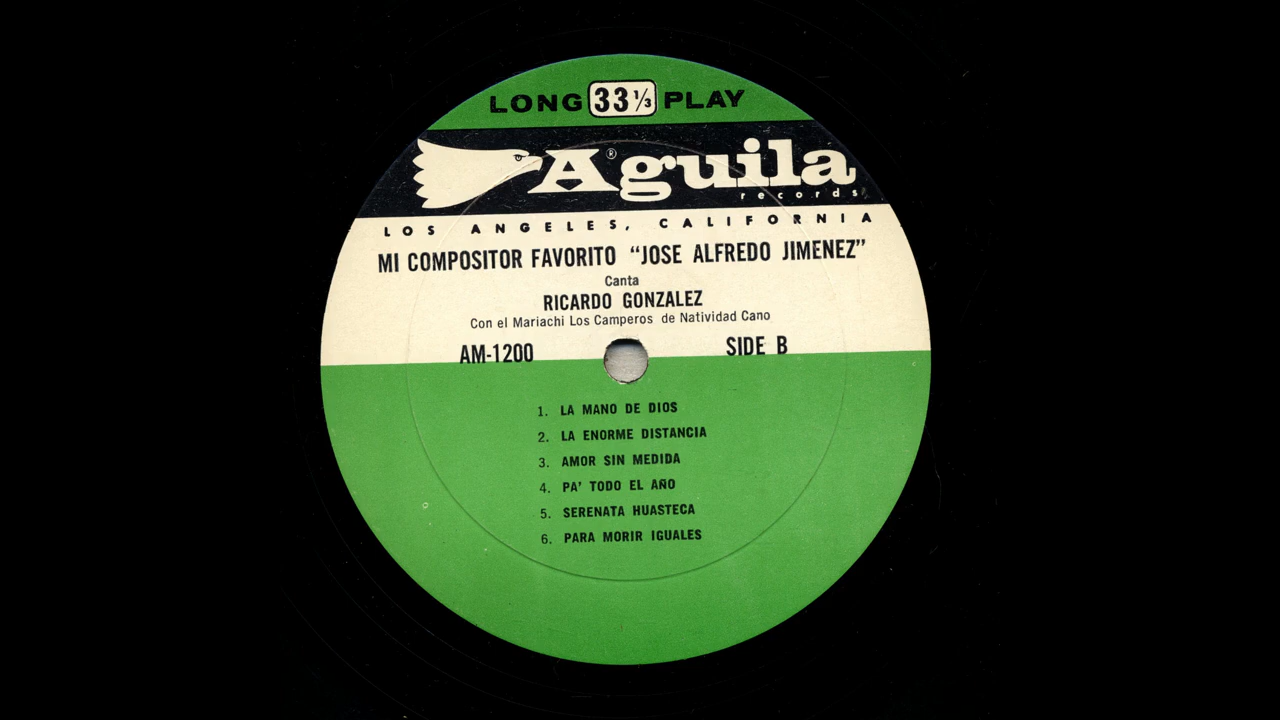 LONG 33 1/3 PLAY
Aguila ®
records
LOS ANGELES, CALIFORNIA
MI COMPOSITOR FAVORITO "JOSE ALFREDO JIMENEZ"
Canta
RICARDO GONZALEZ
Con el Mariachi Los Camperos de Natividad Cano
AM-1200 SIDE B
1. LA MANO DE DIOS
2. LA ENORME DISTANCIA
3. AMOR SIN MEDIDA
4. PA' TODO EL AÑO
5. SERENATA HUASTECA
6. PARA MORIR IGUALES